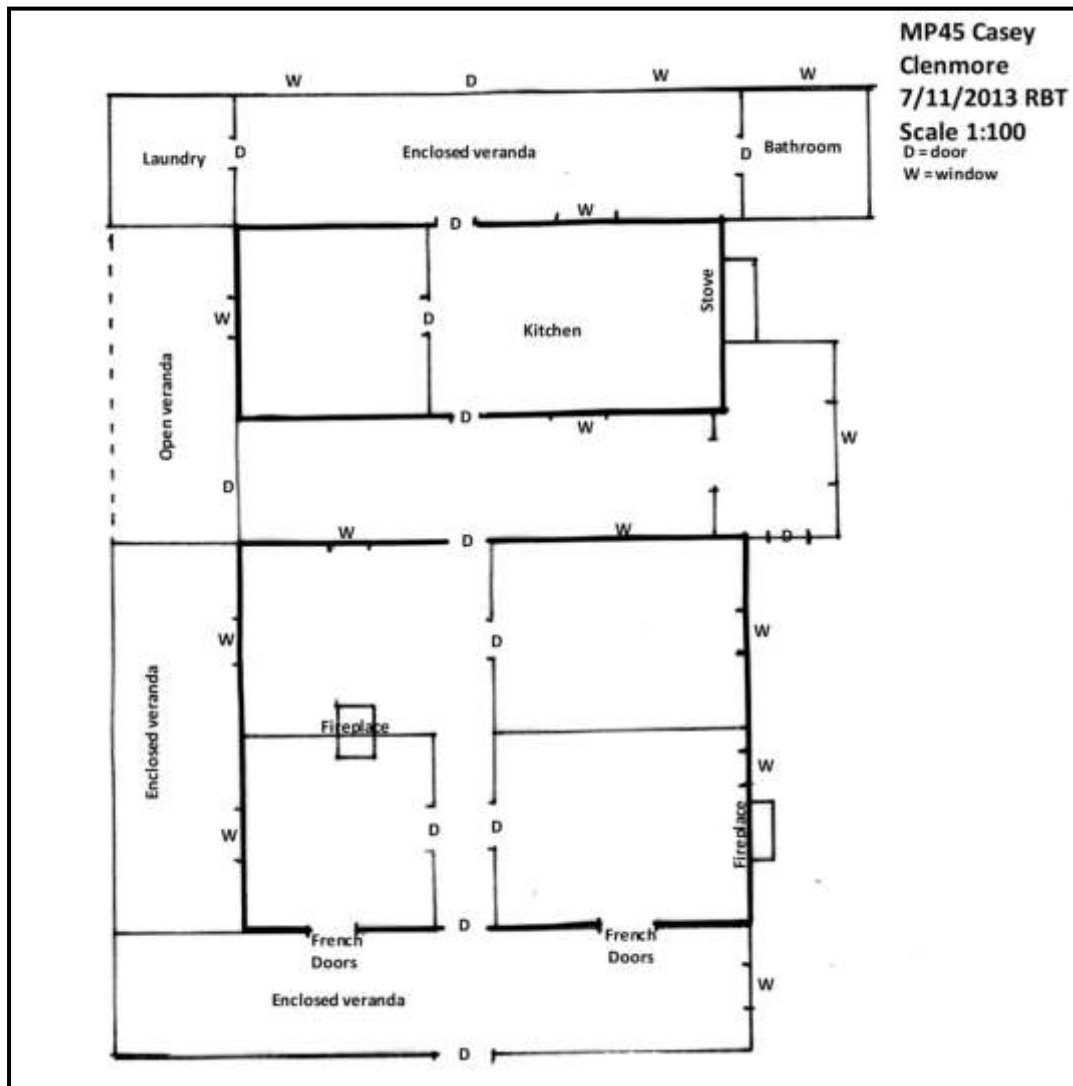 MP45 Casey
Clenmore
7/11/2013 RBT
Scale 1:100
D = door
W = window
W
D
W
W
Laundry
D
Enclosed veranda
D
Bathroom
D
W
W
D
Kitchen
Stove
Open veranda
D
W
W
D
W
D
W
D
W
D
W
Enclosed veranda
Fireplace
W
W
D
D
Fireplace
D
French
Doors
French
Doors
Enclosed veranda
W
D